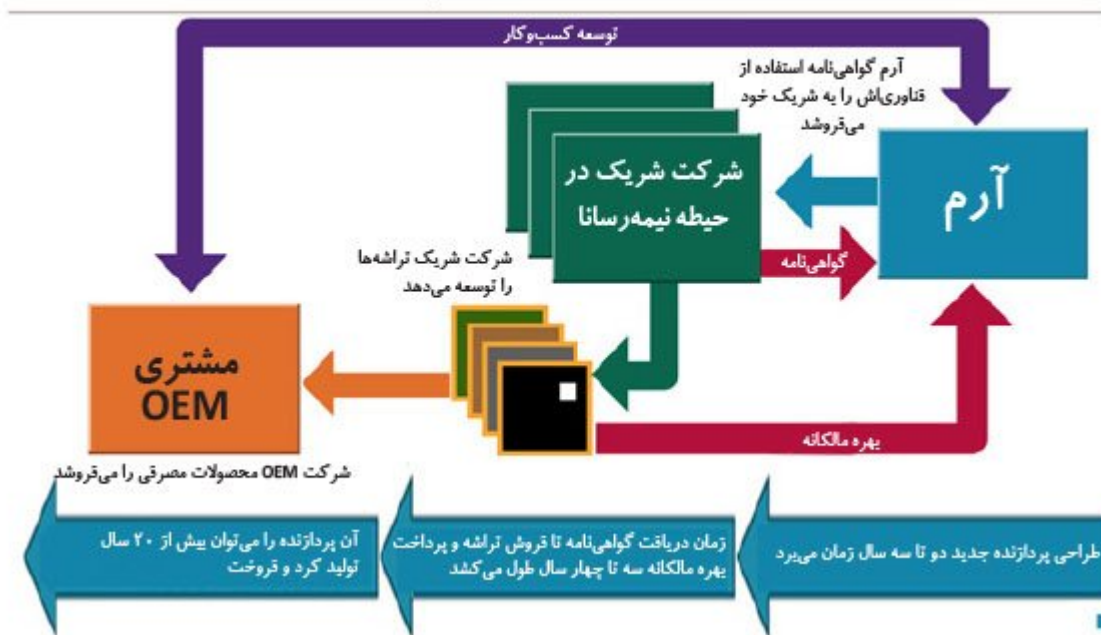 توسعه کسب‌وکار
آرم گواهی‌نامه استفاده از
فناوری‌اش را به شریک خود
می‌فروشد
آرم
شرکت شریک در
حیطه نیمه‌رسانا
گواهی‌نامه
شرکت شریک تراشه‌ها
را توسعه می‌دهد
مشتری
OEM
بهره مالکانه
شرکت OEM محصولات مصرفی را می‌فروشد
طراحی پردازنده جدید دو تا سه سال زمان می‌برد
زمان دریافت گواهی‌نامه تا فروش تراشه و پرداخت
بهره مالکانه سه تا چهار سال طول می‌کشد
آن پردازنده را می‌توان بیش از ۲۰ سال
تولید کرد و فروخت